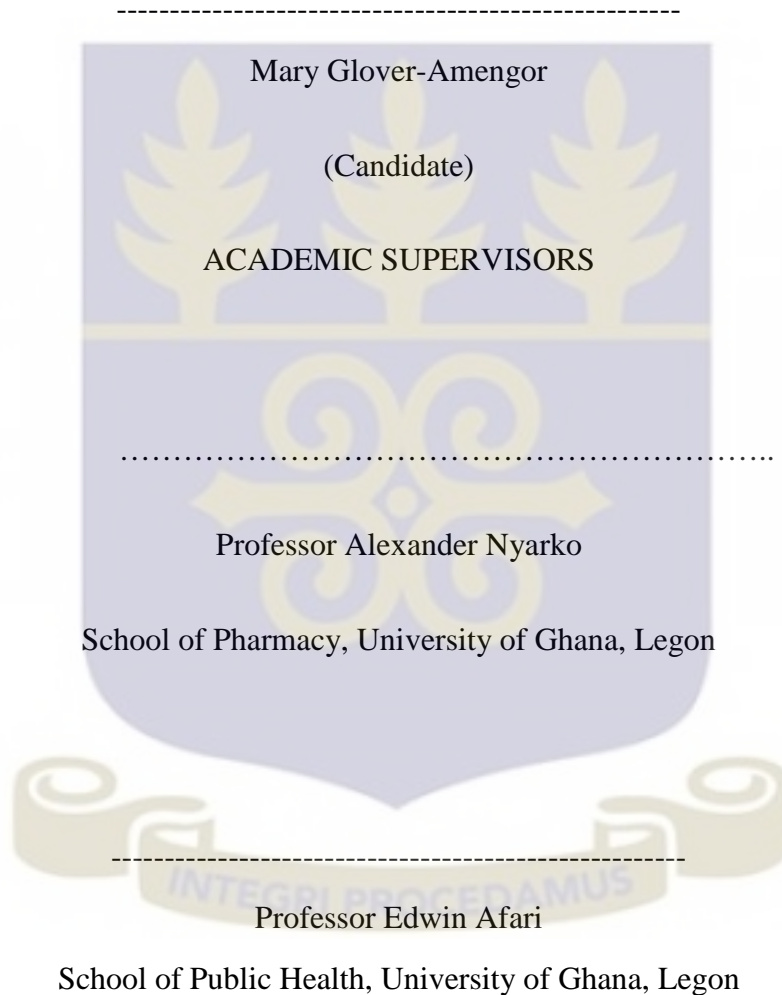 -----------------------------------------------------
Mary Glover-Amengor
(Candidate)
ACADEMIC SUPERVISORS
…………………………………………………………..
Professor Alexander Nyarko
School of Pharmacy, University of Ghana, Legon
------------------------------------------------------
INTEGRI PROCEDAMUS
Professor Edwin Afari
School of Public Health, University of Ghana, Legon